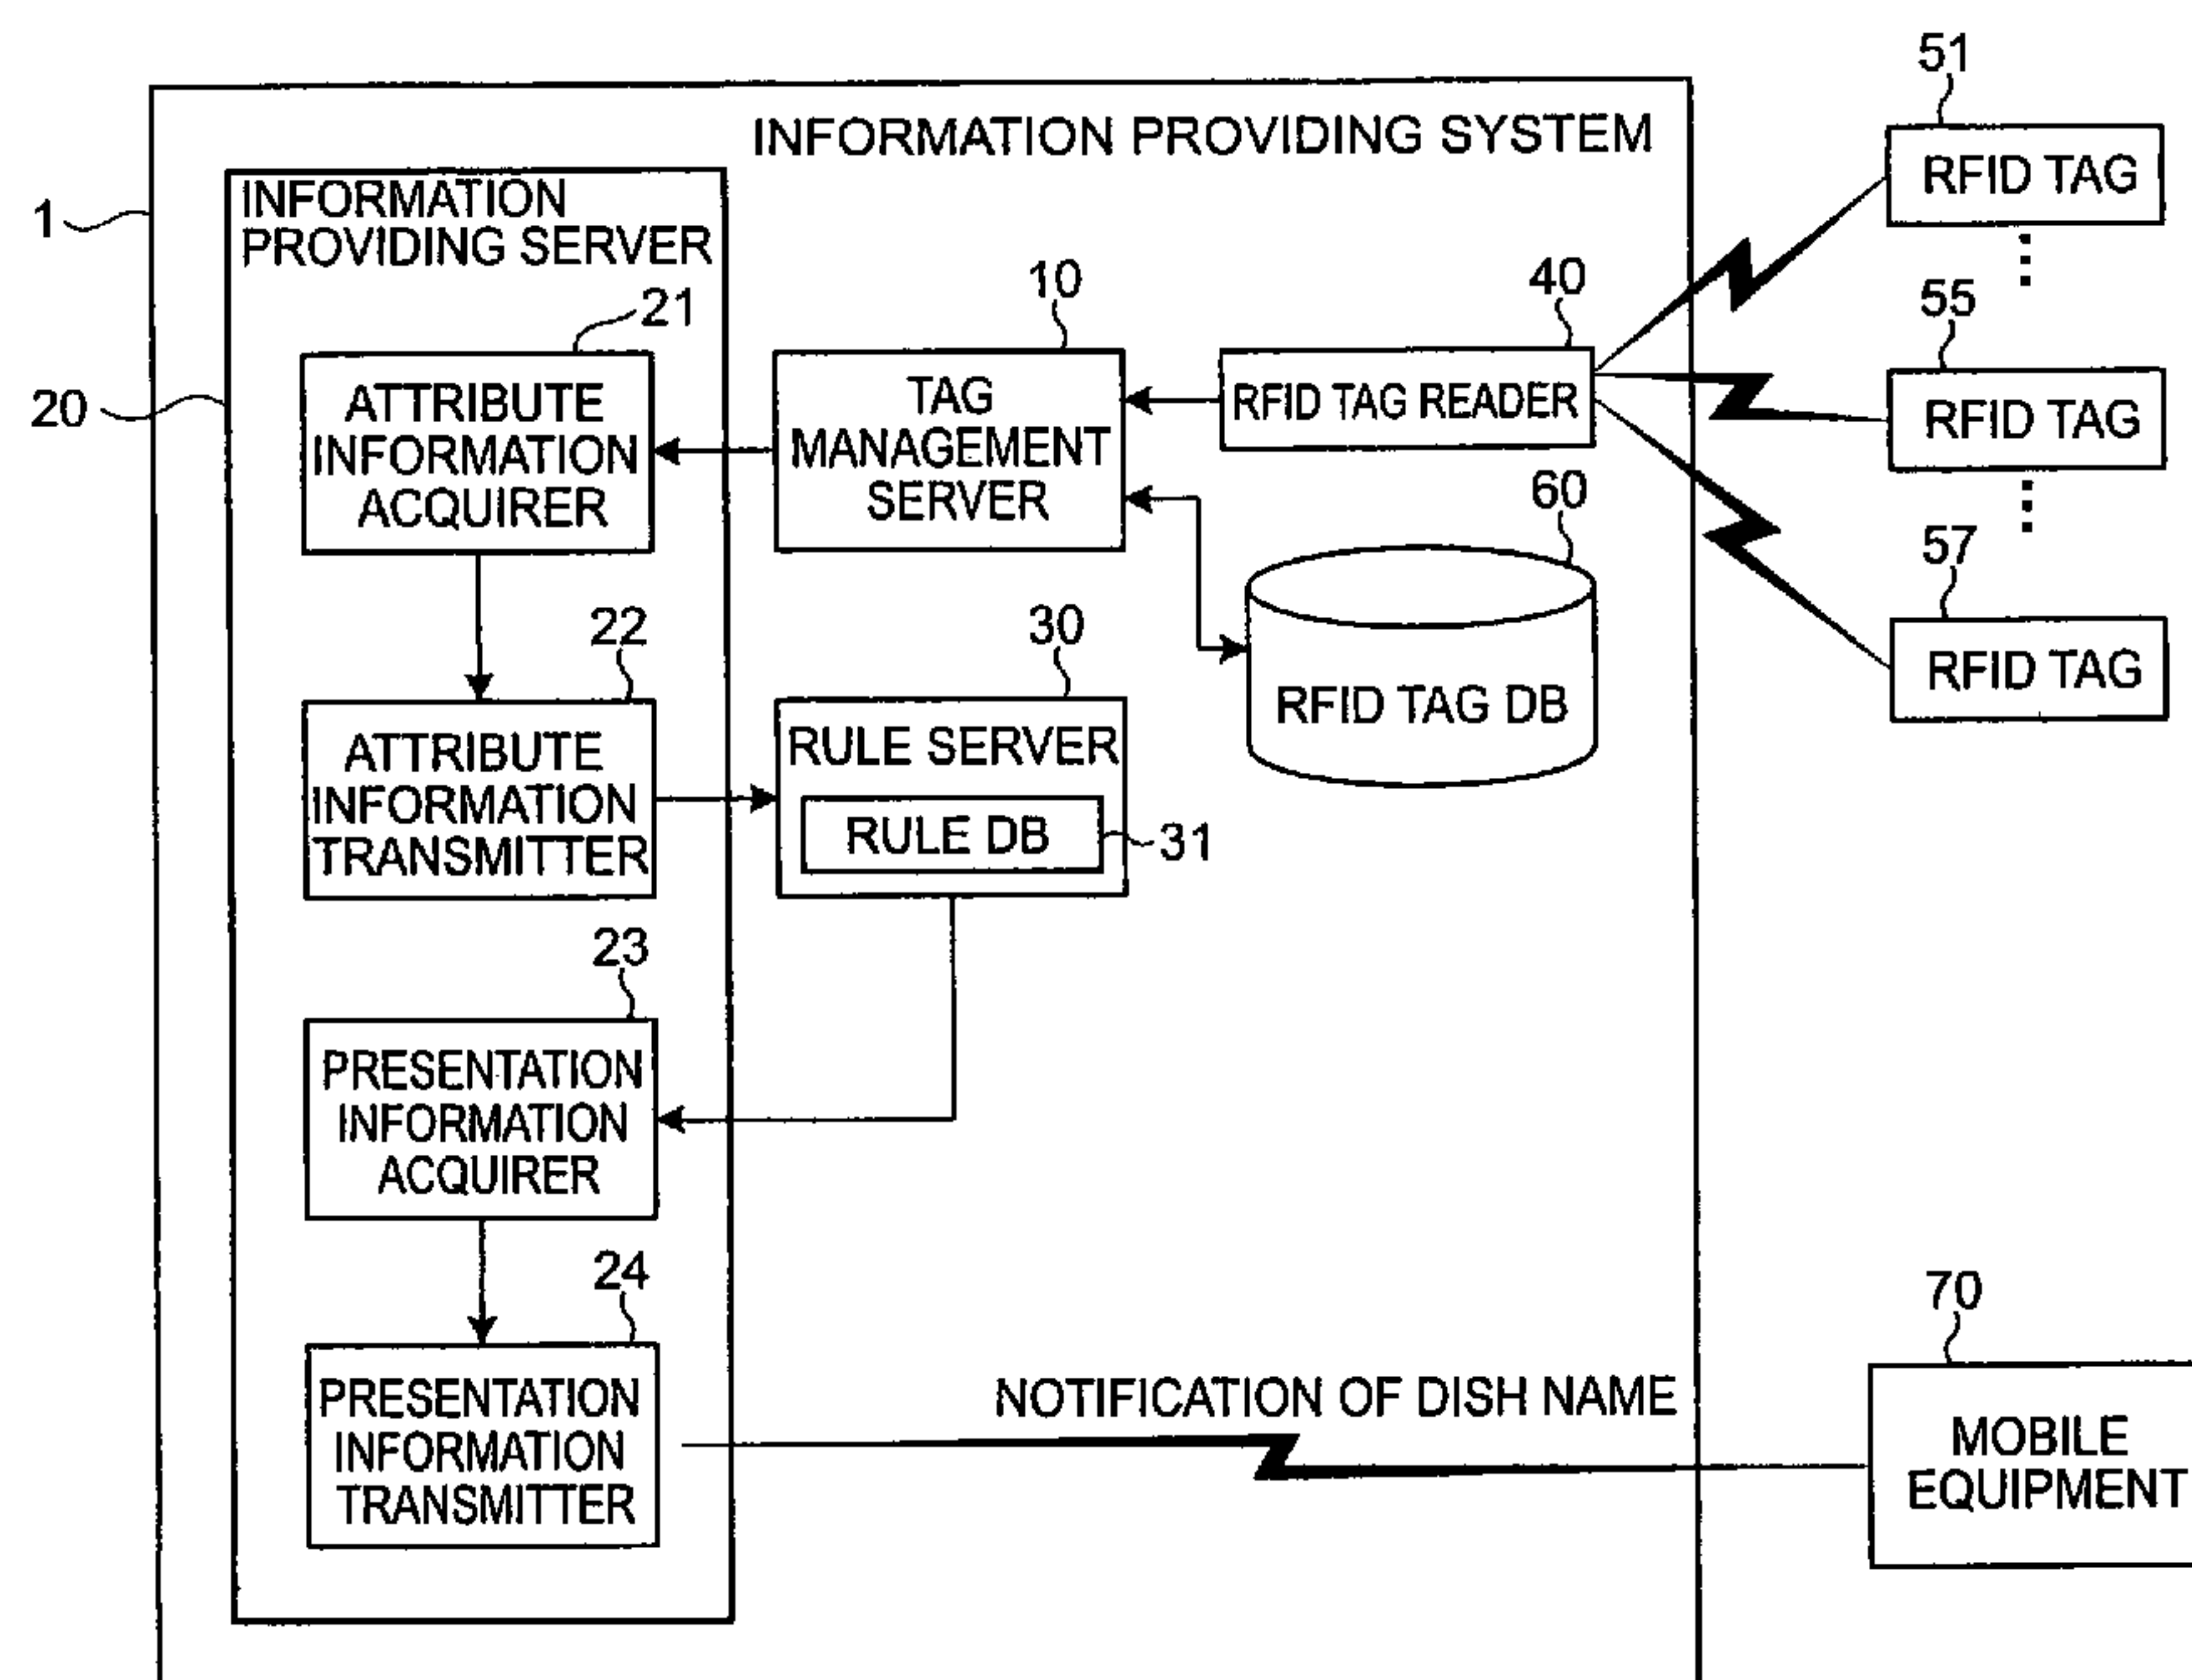 51
INFORMATION PROVIDING SYSTEM
RFID TAG
1
INFORMATION
PROVIDING SERVER
21
10
40
55
20
ATTRIBUTE
INFORMATION
ACQUIRER
TAG
MANAGEMENT
SERVER
RFID TAG READER
RFID TAG
60
57
22
30
RFID TAG DB
RFID TAG
ATTRIBUTE
INFORMATION
TRANSMITTER
RULE SERVER
RULE DB
31
23
PRESENTATION
INFORMATION
ACQUIRER
24
70
PRESENTATION
INFORMATION
TRANSMITTER
NOTIFICATION OF DISH NAME
MOBILE
EQUIPMENT